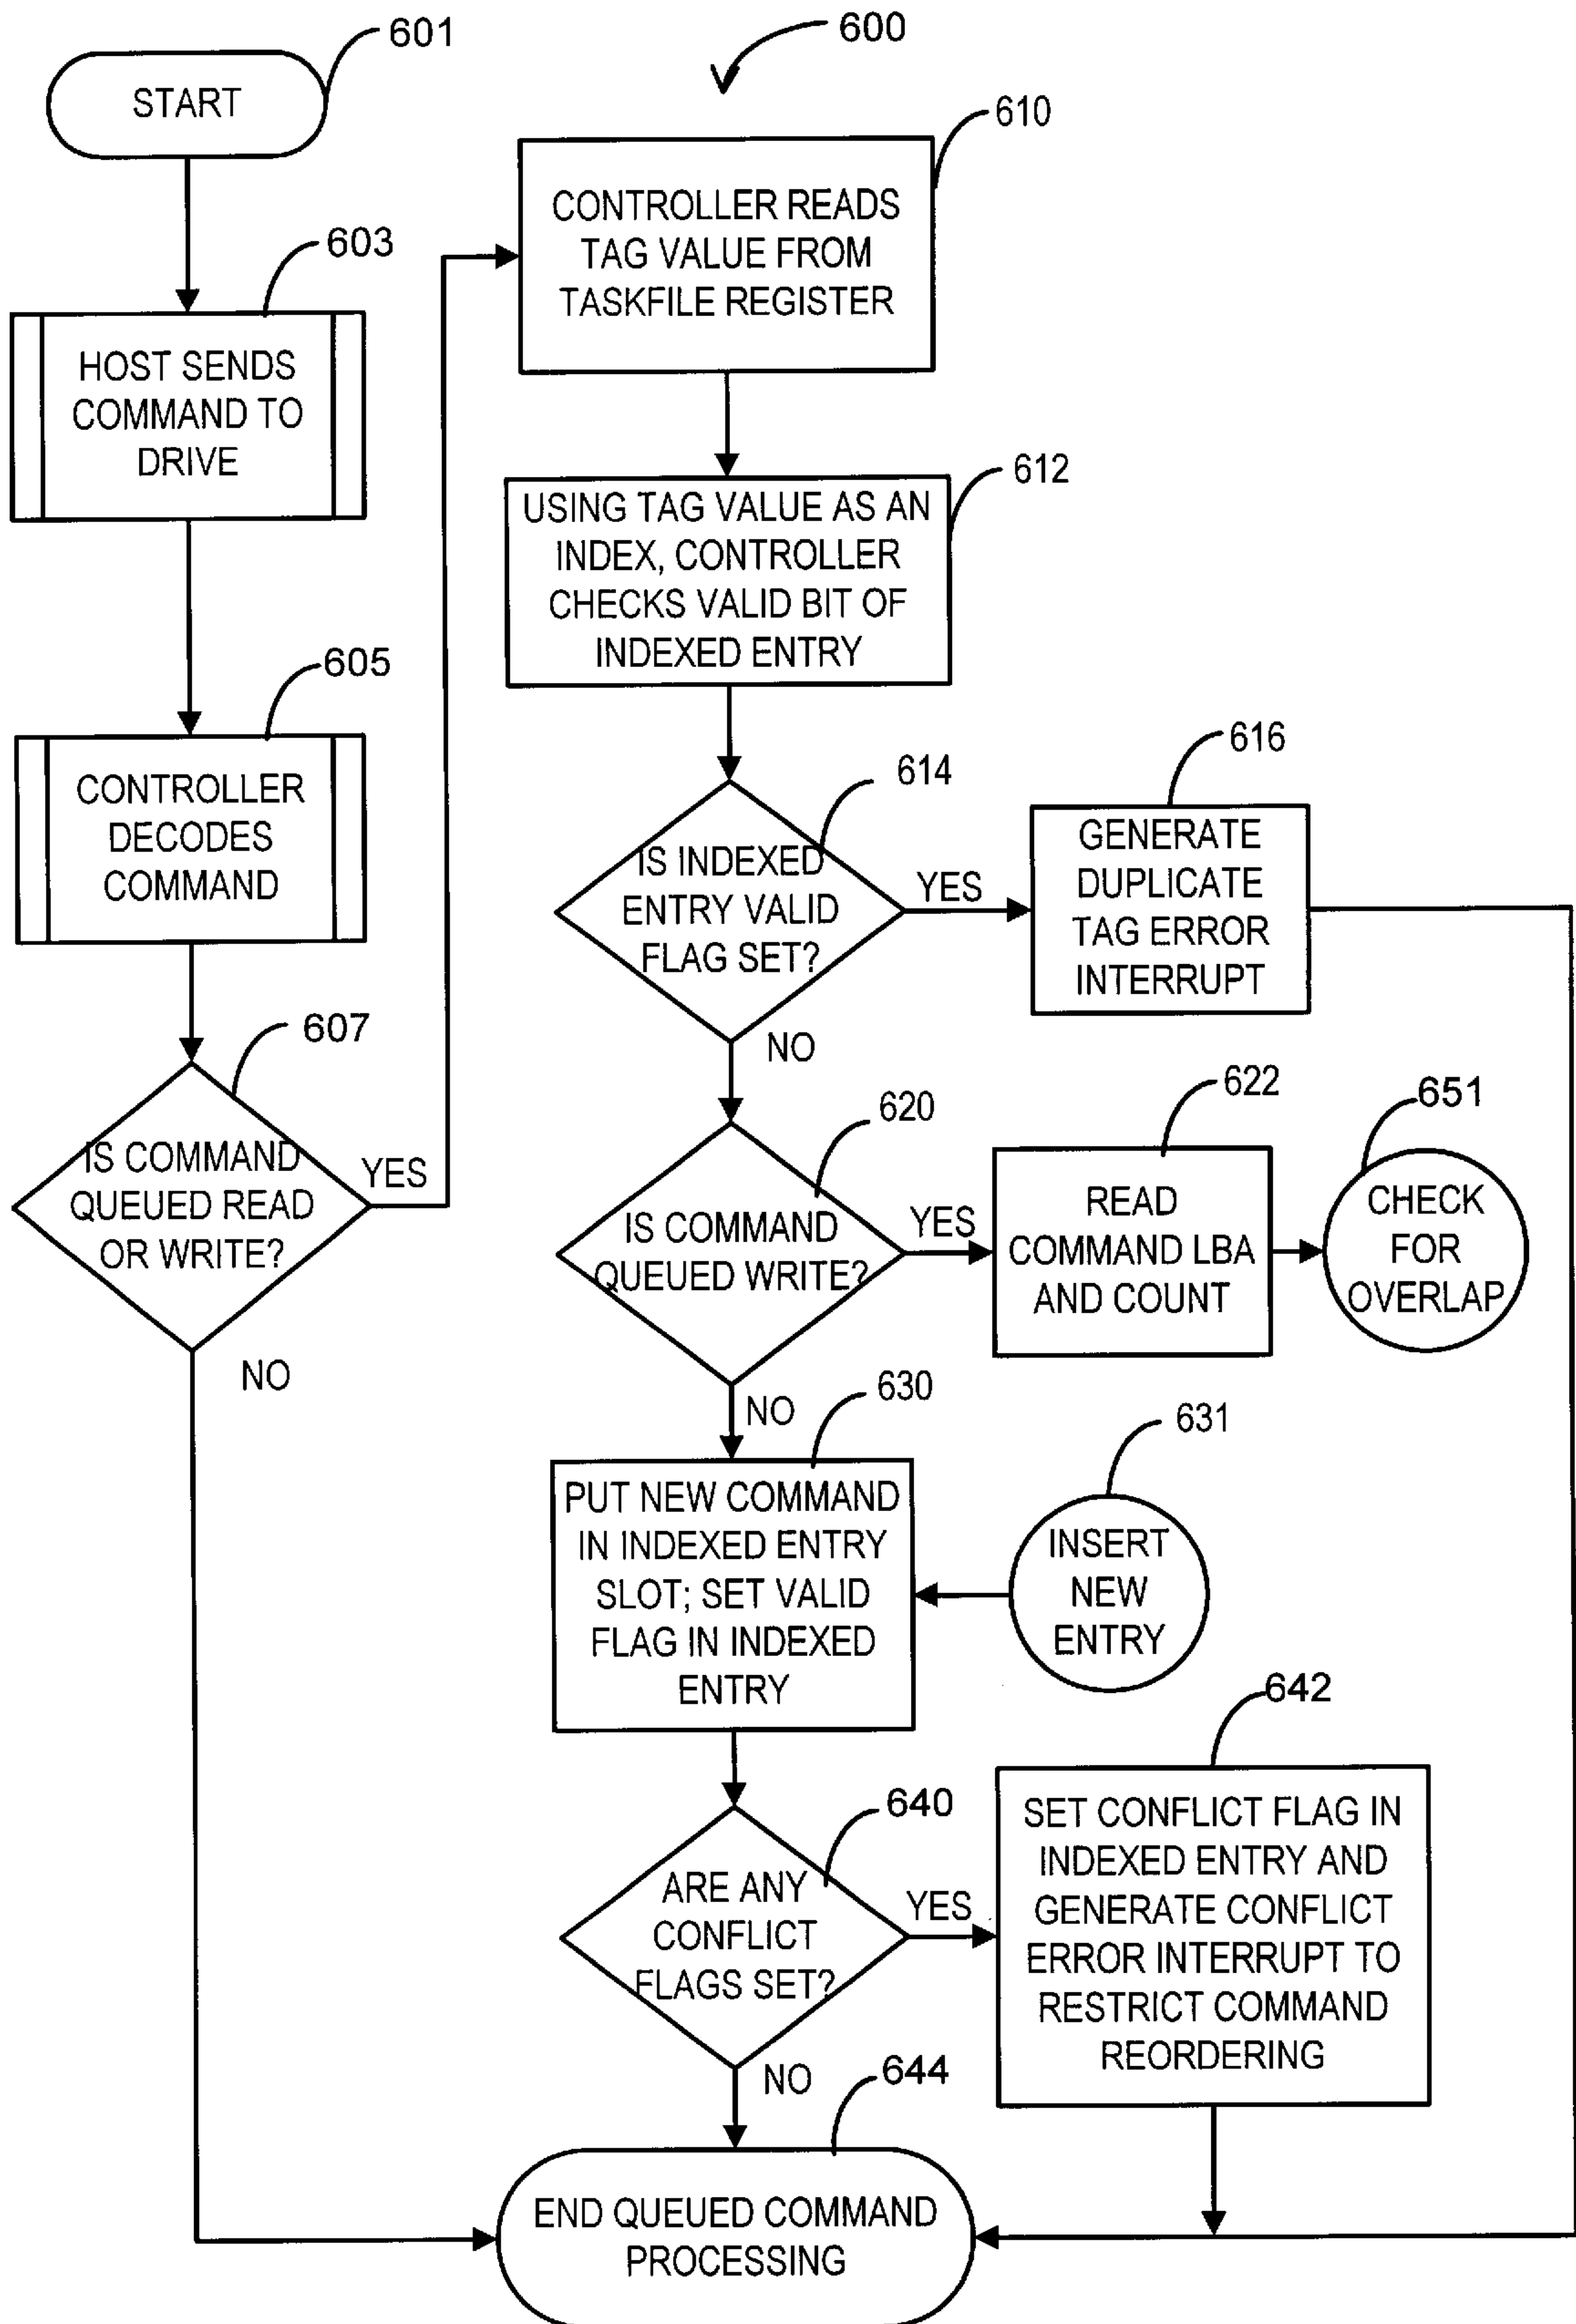 601
START
603
HOST SENDS
COMMAND TO
DRIVE
605
CONTROLLER
DECODES
COMMAND
607
IS COMMAND
QUEUED READ
OR WRITE?
YES
NO
600
610
CONTROLLER READS
TAG VALUE FROM
TASKFILE REGISTER
612
USING TAG VALUE AS AN
INDEX, CONTROLLER
CHECKS VALID BIT OF
INDEXED ENTRY
614
IS INDEXED
ENTRY VALID
FLAG SET?
YES
NO
616
GENERATE
DUPLICATE
TAG ERROR
INTERRUPT
620
IS COMMAND
QUEUED WRITE?
YES
NO
622
READ
COMMAND LBA
AND COUNT
651
CHECK
FOR
OVERLAP
630
PUT NEW COMMAND
IN INDEXED ENTRY
SLOT; SET VALID
FLAG IN INDEXED
ENTRY
631
INSERT
NEW
ENTRY
640
ARE ANY
CONFLICT
FLAGS SET?
YES
NO
642
SET CONFLICT FLAG IN
INDEXED ENTRY AND
GENERATE CONFLICT
ERROR INTERRUPT TO
RESTRICT COMMAND
REORDERING
644
END QUEUED COMMAND
PROCESSING